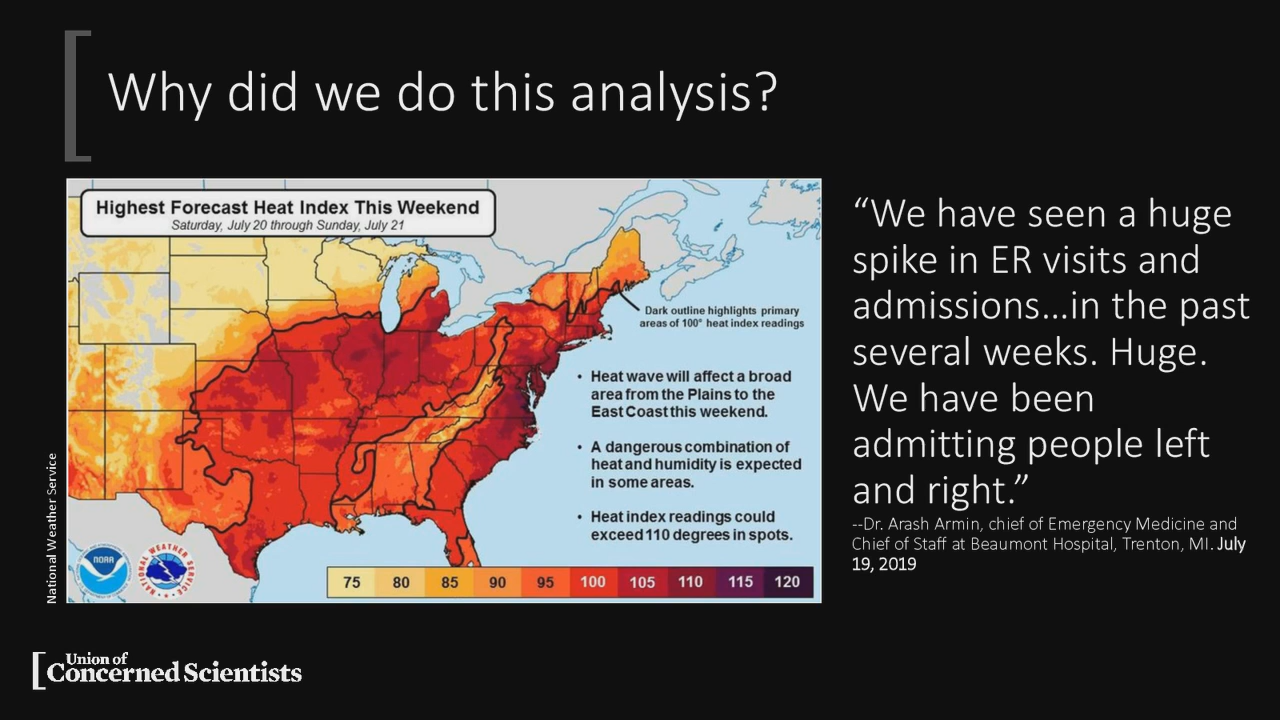 Why did we do this analysis?
Highest Forecast Heat Index This Weekend
Saturday, July 20 through Sunday, July 21
Dark outline highlights primary
areas of 100° heat index readings
• Heat wave will affect a broad
area from the Plains to the
East Coast this weekend.
• A dangerous combination of
heat and humidity is expected
in some areas.
• Heat index readings could
exceed 110 degrees in spots.
NOAA
NATIONAL WEATHER SERVICE
75 80 85 90 95 100 105 110 115 120
National Weather Service
“We have seen a huge
spike in ER visits and
admissions...in the past
several weeks. Huge.
We have been
admitting people left
and right.”
--Dr. Arash Armin, chief of Emergency Medicine and
Chief of Staff at Beaumont Hospital, Trenton, MI. July
19, 2019
Union of
Concerned Scientists